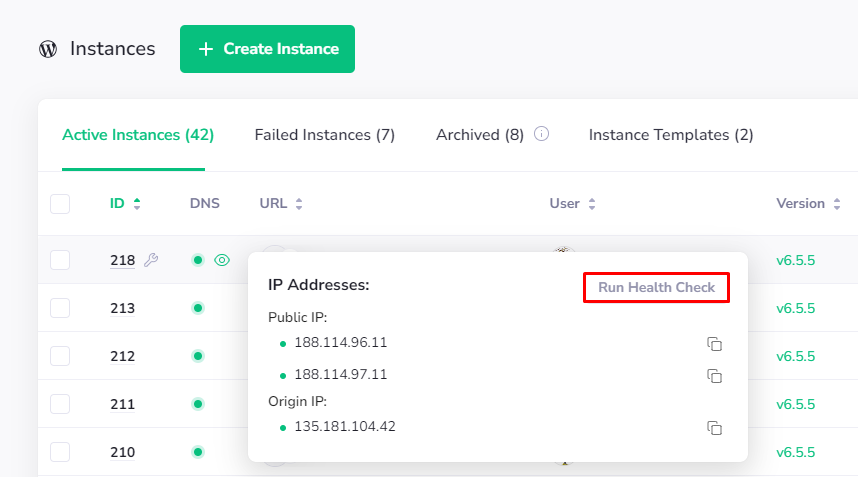 Instances
+ Create Instance
Active Instances (42) Failed Instances (7) Archived (8) Instance Templates (2)
ID DNS URL User Version
218 v6.5.5
IP Addresses: Run Health Check
213 v6.5.5
Public IP:
188.114.96.11
212 v6.5.5
188.114.97.11
Origin IP:
211 v6.5.5
135.181.104.42
210 v6.5.5